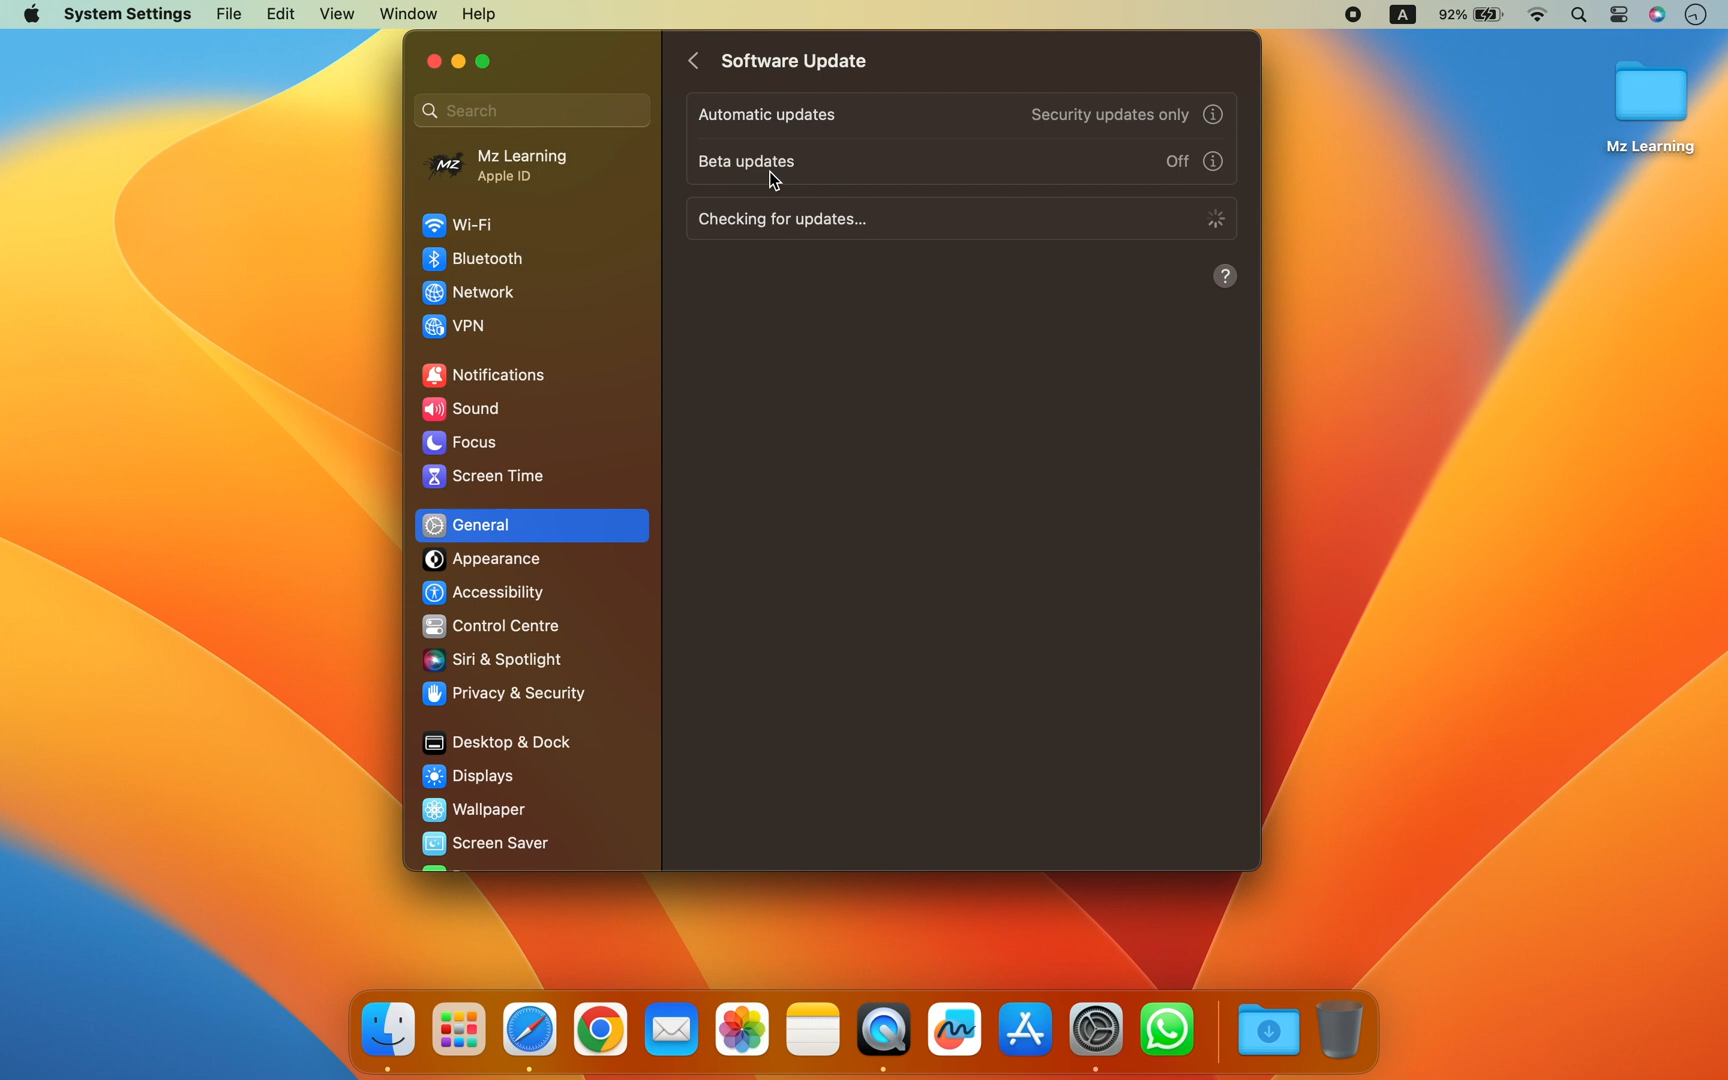 System Settings File Edit View Window Help A 92%
Software Update
Search
Automatic updates Security updates only
Mz Learning
MZ Mz Learning
Apple ID
Beta updates Off
Checking for updates...
?
Wi-Fi
Bluetooth
Network
VPN
Notifications
Sound
Focus
Screen Time
General
Appearance
Accessibility
Control Centre
Siri & Spotlight
Privacy & Security
Desktop & Dock
Displays
Wallpaper
Screen Saver